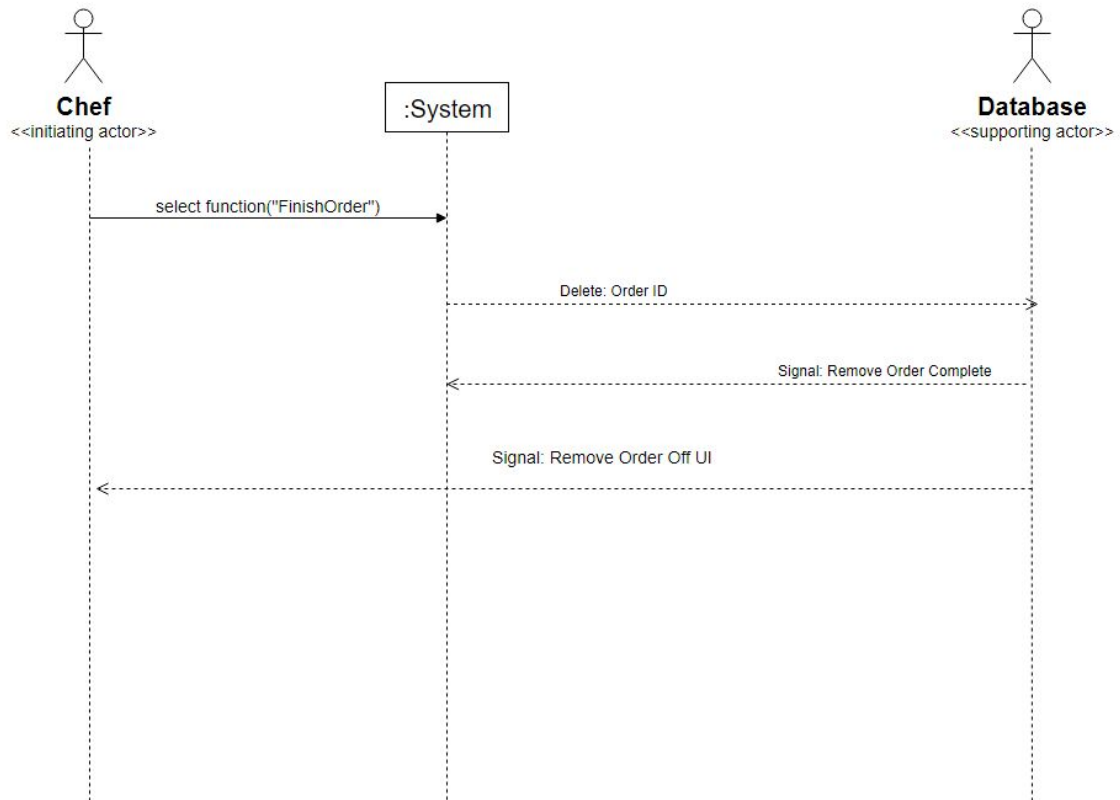 Chef
<<initiating actor>>
:System
Database
<<supporting actor>>
select function("FinishOrder")
Delete: Order ID
Signal: Remove Order Complete
Signal: Remove Order Off UI